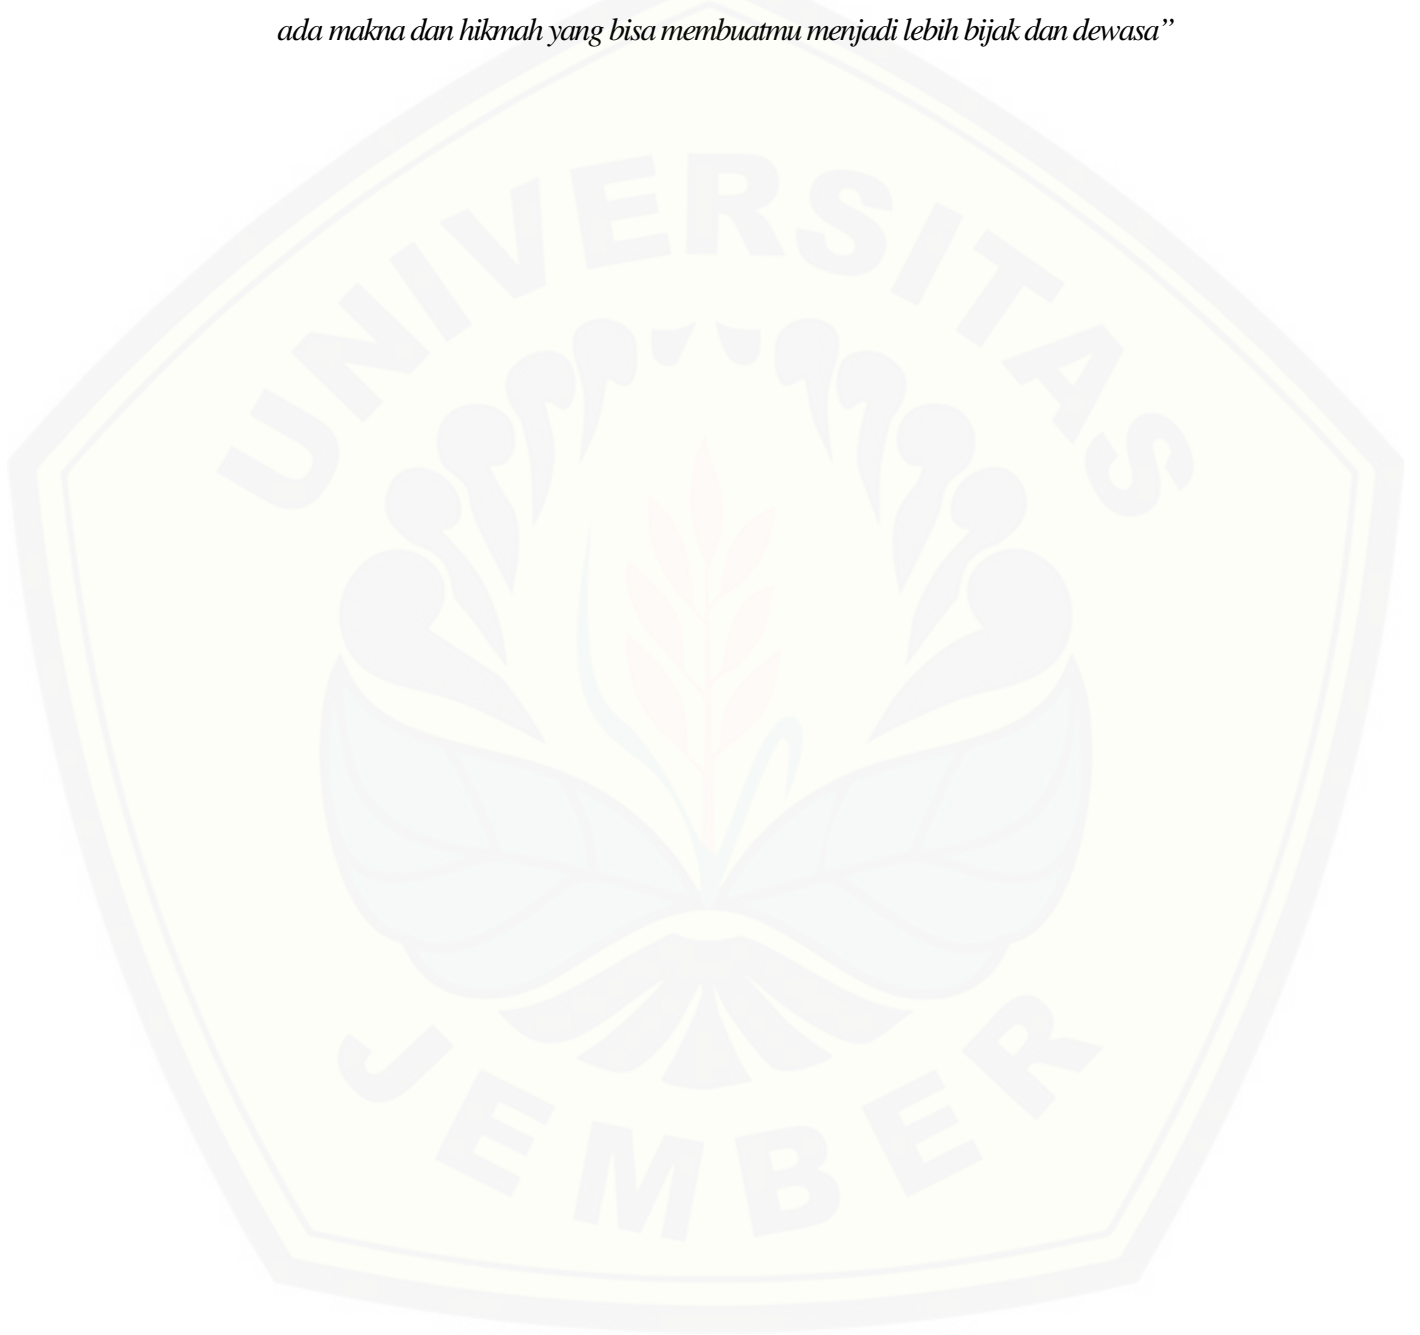 ada makna dan hikmah yang bisa membuatmu menjadi lebih bijak dan dewasa”
UNIVERSITAS
JEMBER